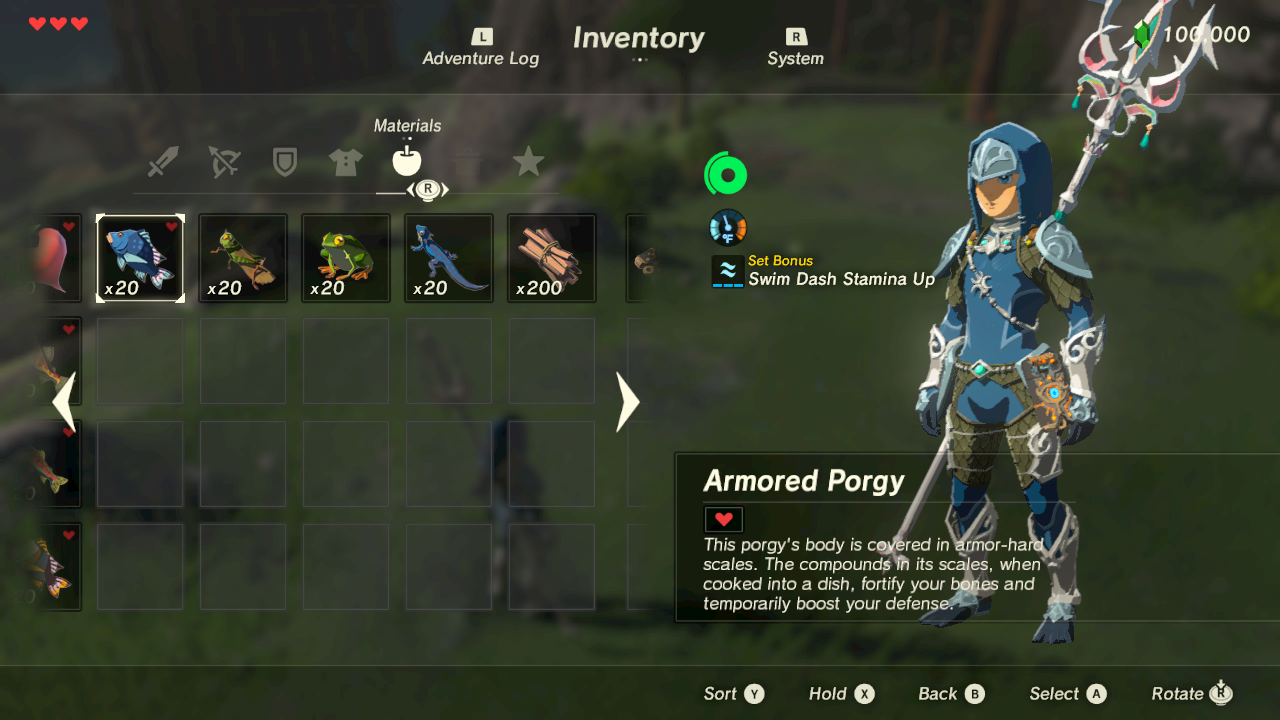 L
Adventure Log
Inventory
R
System
100,000
Materials
R
°F
Set Bonus
Swim Dash Stamina Up
x20
x20
x20
x20
x200
Armored Porgy
This porgy's body is covered in armor-hard
scales. The compounds in its scales, when
cooked into a dish, fortify your bones and
temporarily boost your defense.
Sort Y
Hold X
Back B
Select A
Rotate R